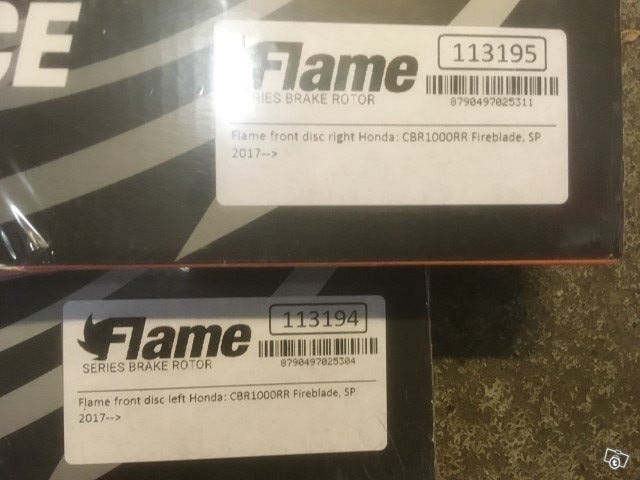 CE
Flame
113195
RIES BRAKE ROTOR
8790497025311
Flame front disc right Honda: CBR1000RR Fireblade, SP
2017-->
Flame
113194
SERIES BRAKE ROTOR
8790497025304
Flame front disc left Honda: CBR1000RR Fireblade, SP
2017-->